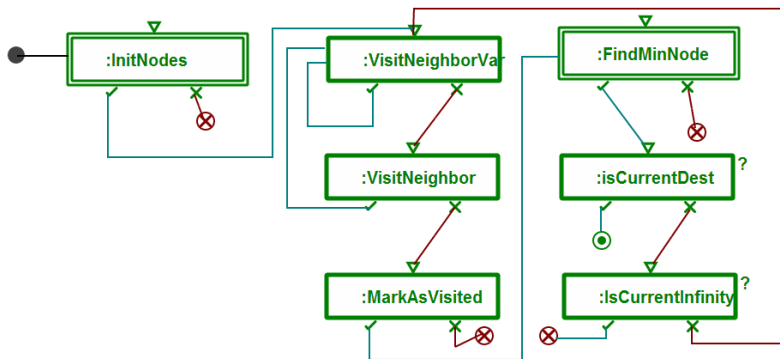 :InitNodes
:VisitNeighborVar
:FindMinNode
:VisitNeighbor
:isCurrentDest
?
:MarkAsVisited
:IsCurrentInfinity
?